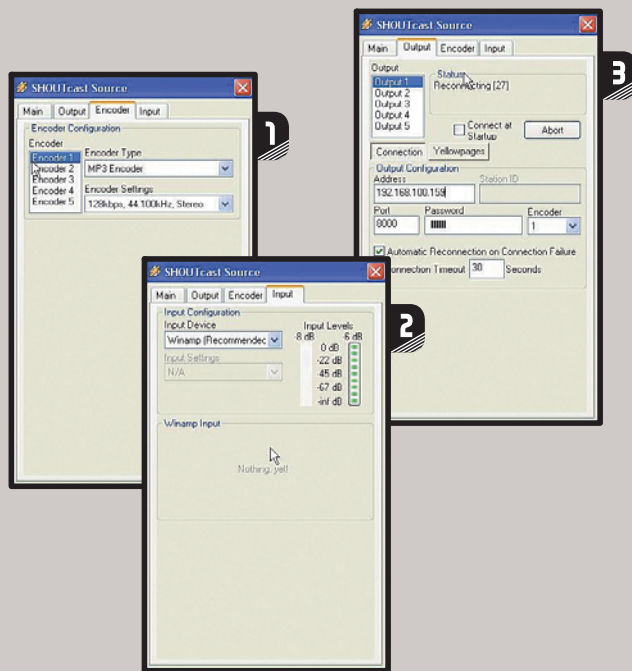 SHOUTcast Source
Main Output Encoder Input
Encoder Configuration
Encoder
Encoder 1
Encoder 2
Encoder 3
Encoder 4
Encoder 5
Encoder Type
MP3 Encoder
Encoder Settings
128kbps, 44.100kHz, Stereo
1
SHOUTcast Source
Main Output Encoder Input
Input Configuration
Input Device
Winamp (Recommendec
Input Settings
N/A
Input Levels
-8 dB 6 dB
0 dB
-22 dB
-45 dB
-67 dB
-inf dB
Winamp Input
Nothing, yet!
2
SHOUTcast Source
Main Output Encoder Input
Output
Output 1
Output 2
Output 3
Output 4
Output 5
Status
Reconnecting [27]
Connect at
Startup
Abort
Connection Yellowpages
Output Configuration
Address Station ID
192.168.100.159
Port Password Encoder
8000 1
Automatic Reconnection on Connection Failure
onnection Timeout 30 Seconds
3